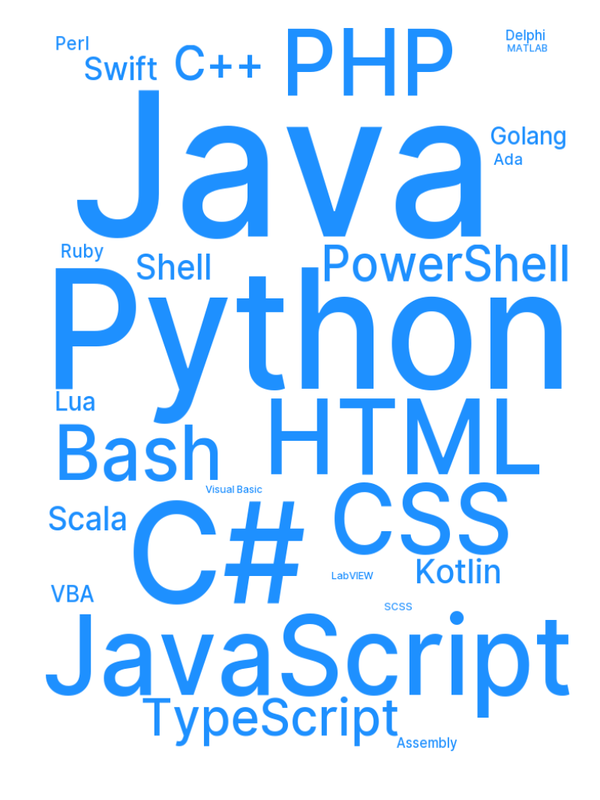 Perl
Swift
C++
PHP
Delphi
MATLAB
Java
Golang
Ada
Ruby
Shell
PowerShell
Python
Lua
Bash
HTML
Visual Basic
Scala
C#
CSS
LabVIEW
Kotlin
VBA
SCSS
JavaScript
TypeScript
Assembly